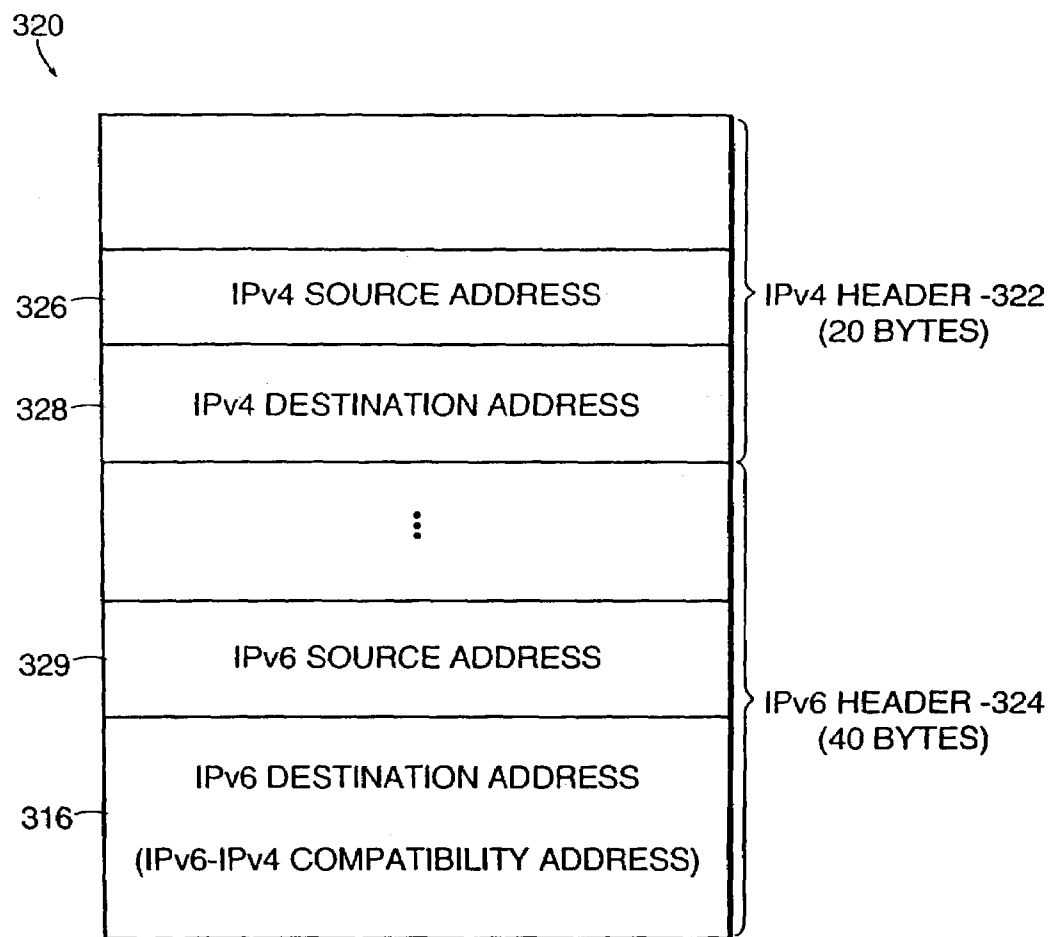 320
326
IPv4 SOURCE ADDRESS
IPv4 HEADER -322
(20 BYTES)
328
IPv4 DESTINATION ADDRESS
329
IPv6 SOURCE ADDRESS
IPv6 HEADER -324
(40 BYTES)
316
IPv6 DESTINATION ADDRESS
(IPv6-IPv4 COMPATIBILITY ADDRESS)